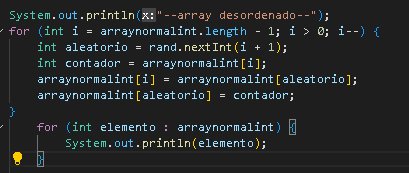 System.out.println(x:"--array desordenado--");
for (int i = arraynormalint.length - 1; i > 0; i--) {
int aleatorio = rand.nextInt(i + 1);
int contador = arraynormalint[i];
arraynormalint[i] = arraynormalint[aleatorio];
arraynormalint[aleatorio] = contador;
}
for (int elemento : arraynormalint) {
System.out.println(elemento);
}